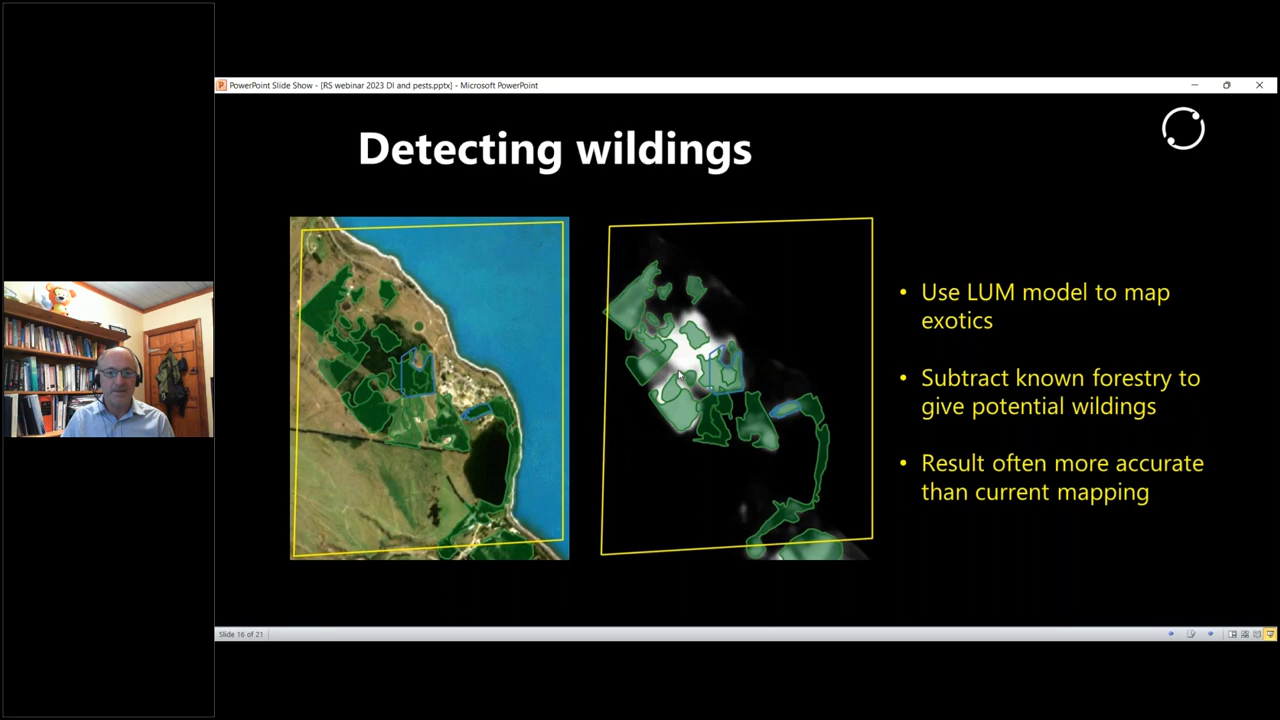 PowerPoint Slide Show - [RS webinar 2023 DI and pests.pptx] - Microsoft PowerPoint
Detecting wildings
• Use LUM model to map
exotics
• Subtract known forestry to
give potential wildings
• Result often more accurate
than current mapping
Slide 16 of 21